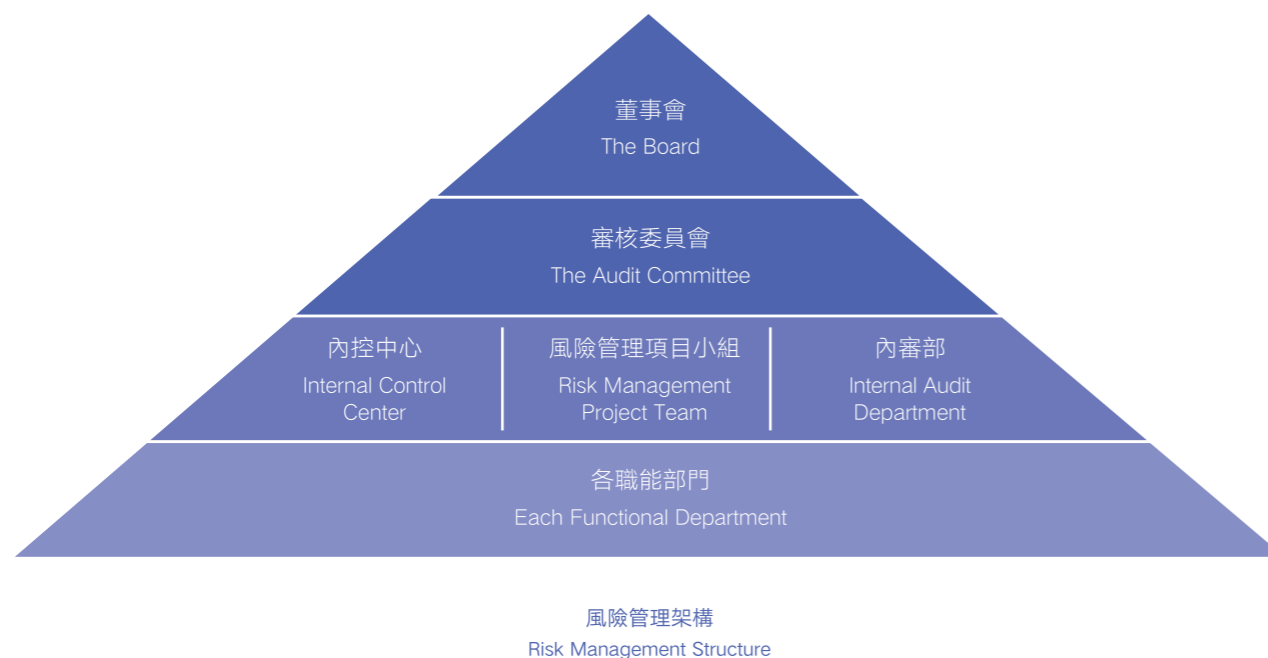 董事會
The Board
審核委員會
The Audit Committee
內控中心
Internal Control
Center
風險管理項目小組
Risk Management
Project Team
內審部
Internal Audit
Department
各職能部門
Each Functional Department
風險管理架構
Risk Management Structure